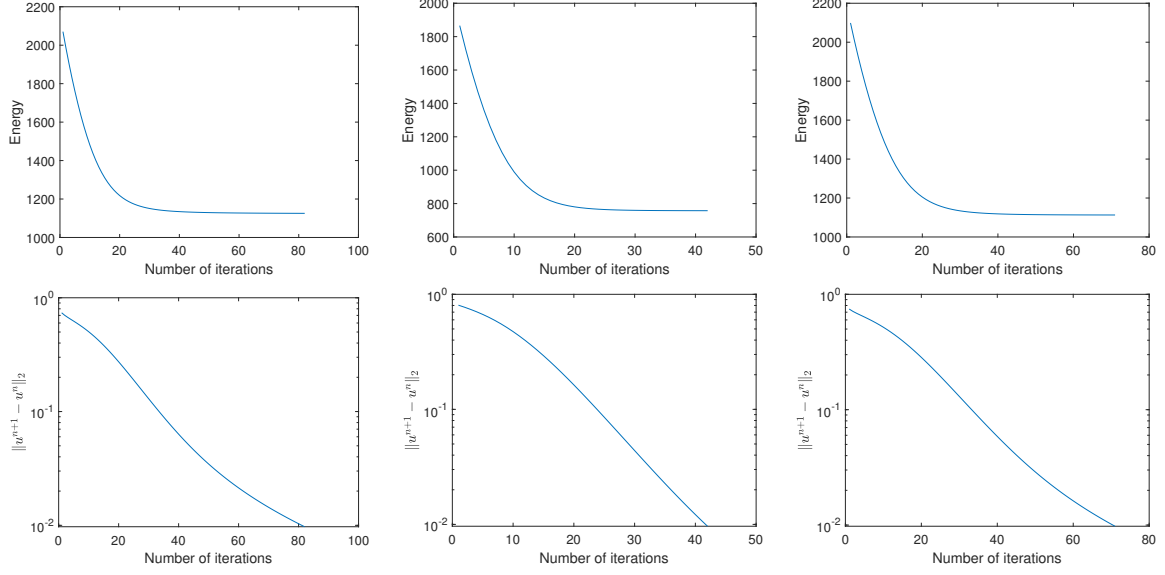 2200
2000
1800
1600
1400
1200
1000
Energy
0 20 40 60 80 100
Number of iterations
2000
1800
1600
1400
1200
1000
800
600
Energy
0 10 20 30 40 50
Number of iterations
2200
2000
1800
1600
1400
1200
1000
Energy
0 20 40 60 80
Number of iterations
10^0
10^-1
10^-2
‖u^{n+1} − u^n‖_2
0 20 40 60 80 100
Number of iterations
10^0
10^-1
10^-2
‖u^{n+1} − u^n‖_2
0 10 20 30 40 50
Number of iterations
10^0
10^-1
10^-2
‖u^{n+1} − u^n‖_2
0 20 40 60 80
Number of iterations